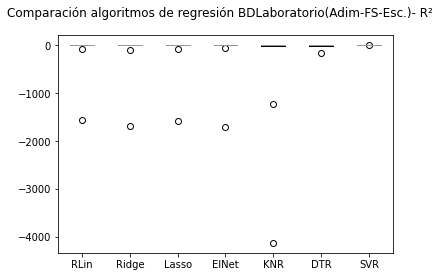 Comparación algoritmos de regresión BDLaboratorio(Adim-FS-Esc.)- R²
0
−1000
−2000
−3000
−4000
RLin Ridge Lasso ElNet KNR DTR SVR